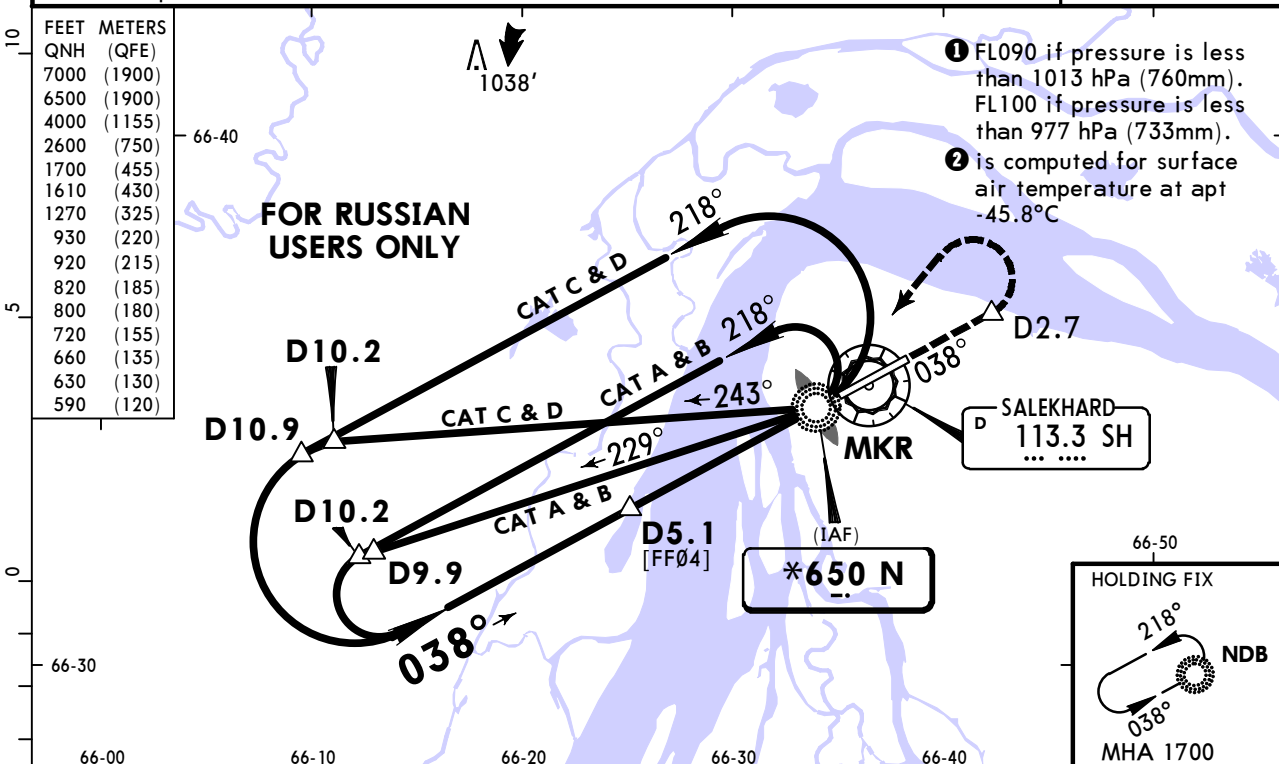 FEET METERS
QNH (QFE)
7000 (1900)
6500 (1900)
4000 (1155)
2600 (750)
1700 (455)
1610 (430)
1270 (325)
930 (220)
920 (215)
820 (185)
800 (180)
720 (155)
660 (135)
630 (130)
590 (120)
10
5
0
1038'
66-40
❶ FL090 if pressure is less
than 1013 hPa (760mm).
FL100 if pressure is less
than 977 hPa (733mm).
❷ is computed for surface
air temperature at apt
-45.8°C
FOR RUSSIAN
USERS ONLY
218°
CAT C & D
218°
CAT A & B
D10.2
D10.9
CAT C & D
←243°
←229°
CAT A & B
D10.2
D9.9
038°→
D5.1
[FFØ4]
MKR
038°
D2.7
SALEKHARD
D 113.3 SH
(IAF)
*650 N
66-50
HOLDING FIX
218°
NDB
038°
MHA 1700
66-30
66-00
66-10
66-20
66-30
66-40